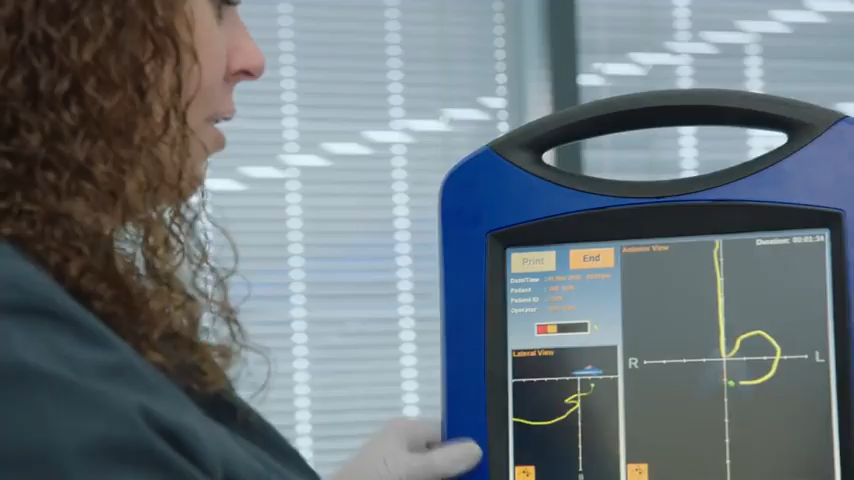 Print
End
Date/Time :
Patient :
Patient ID :
Operator :
Lateral View
Anterior View
Duration: 00:01:34
R
L